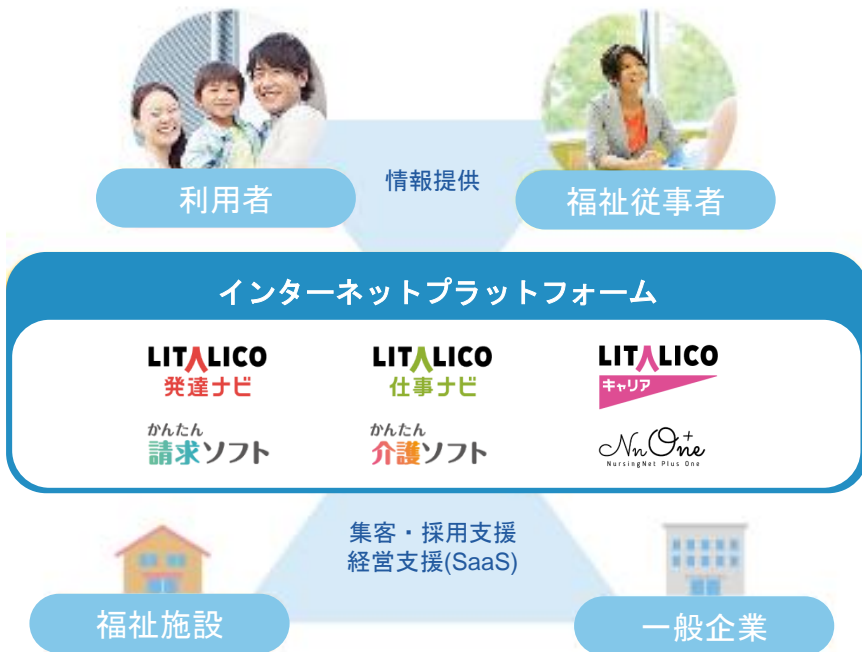 情報提供
利用者
福祉従事者
インターネットプラットフォーム
LITALICO
発達ナビ
LITALICO
仕事ナビ
LITALICO
キャリア
かんたん
請求ソフト
かんたん
介護ソフト
NnOne+
NursingNet Plus One
集客・採用支援
経営支援(SaaS)
福祉施設
一般企業